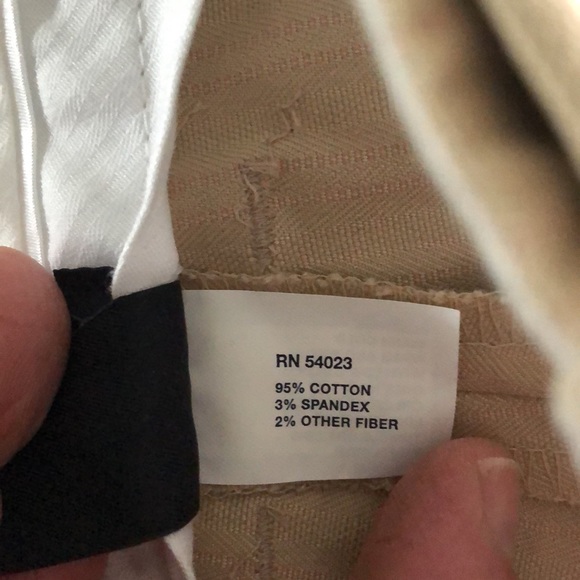 RN 54023
95% COTTON
3% SPANDEX
2% OTHER FIBER